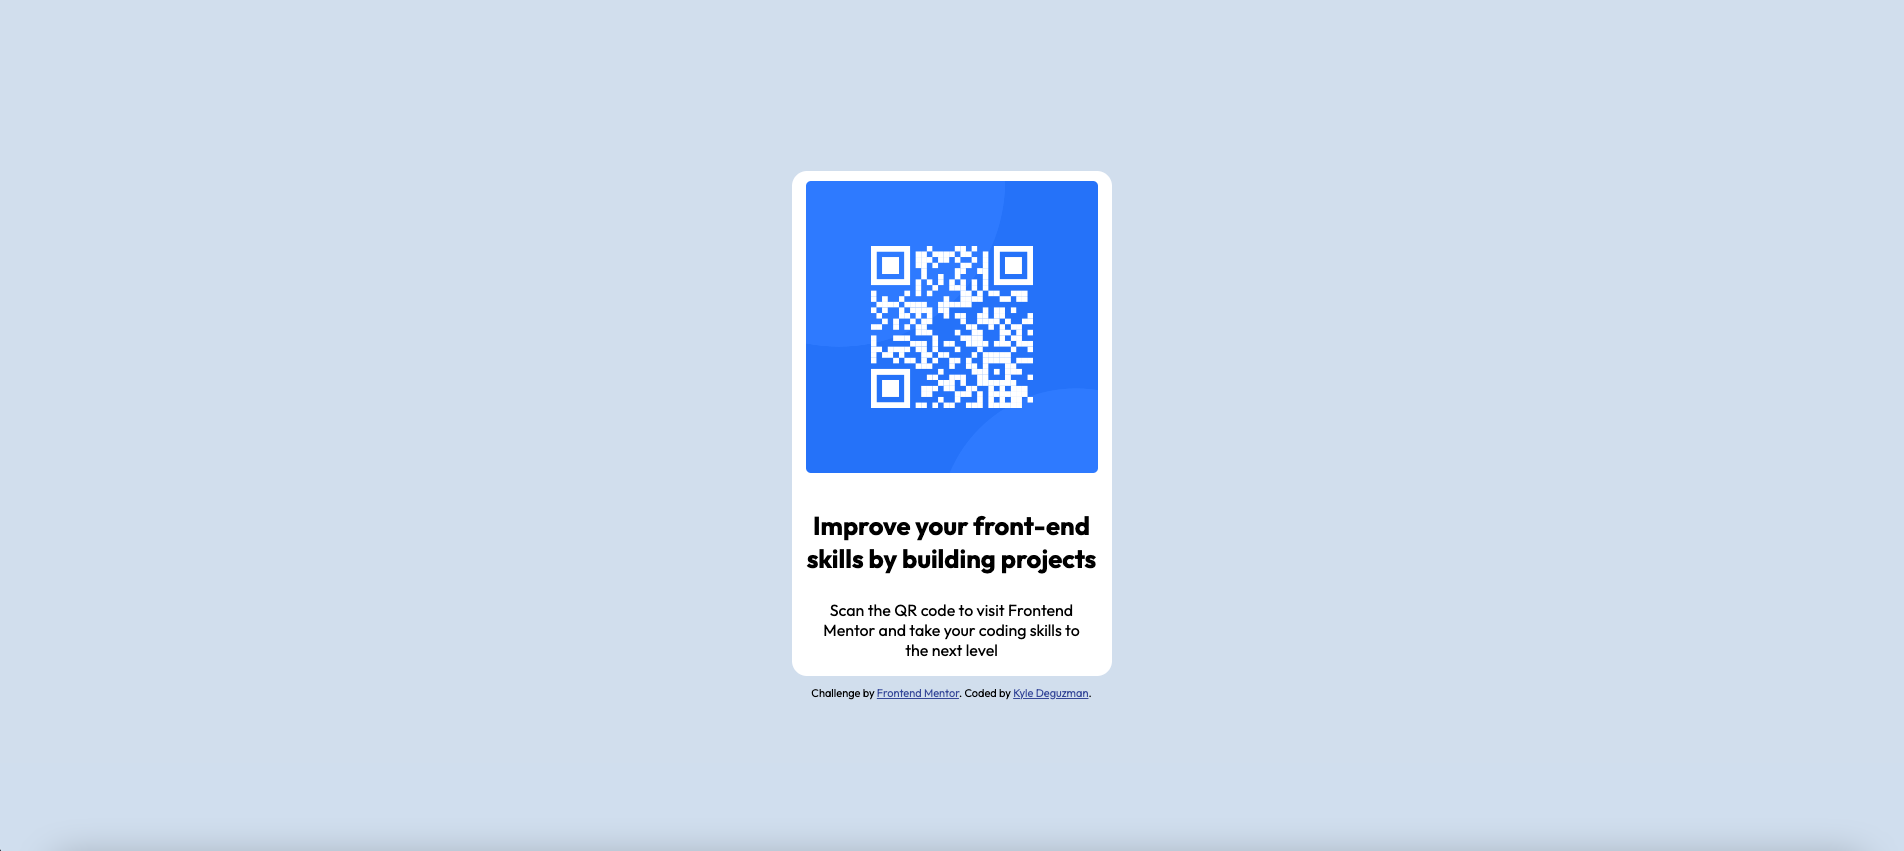 Improve your front-end
skills by building projects
Scan the QR code to visit Frontend
Mentor and take your coding skills to
the next level
Challenge by Frontend Mentor. Coded by Kyle Deguzman.